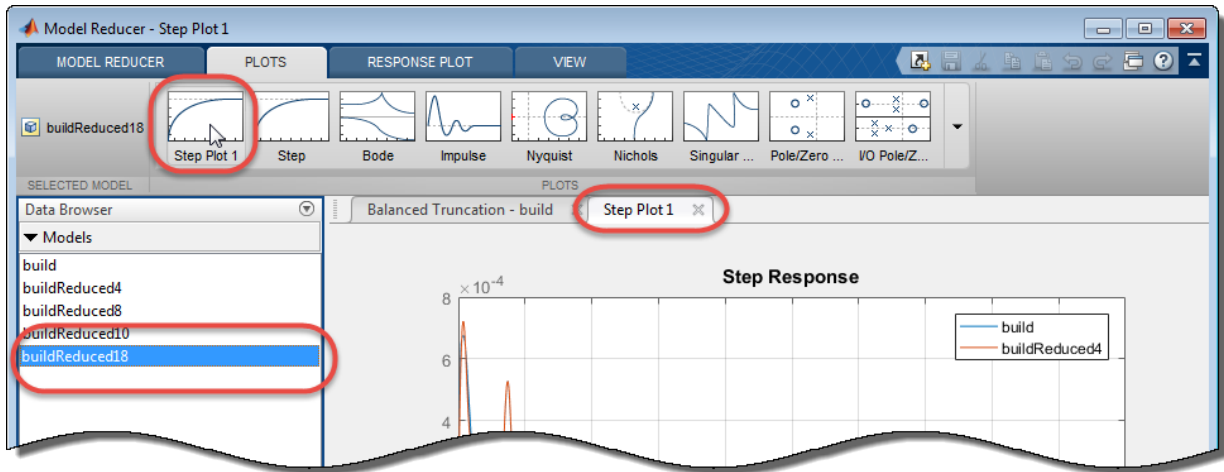 Model Reducer - Step Plot 1
MODEL REDUCER PLOTS RESPONSE PLOT VIEW
buildReduced18
Step Plot 1 Step Bode Impulse Nyquist Nichols Singular ... Pole/Zero ... I/O Pole/Z...
SELECTED MODEL PLOTS
Data Browser
Balanced Truncation - build Step Plot 1
Models
build
buildReduced4
buildReduced8
buildReduced10
buildReduced18
Step Response
×10⁻⁴
8
6
4
build
buildReduced4